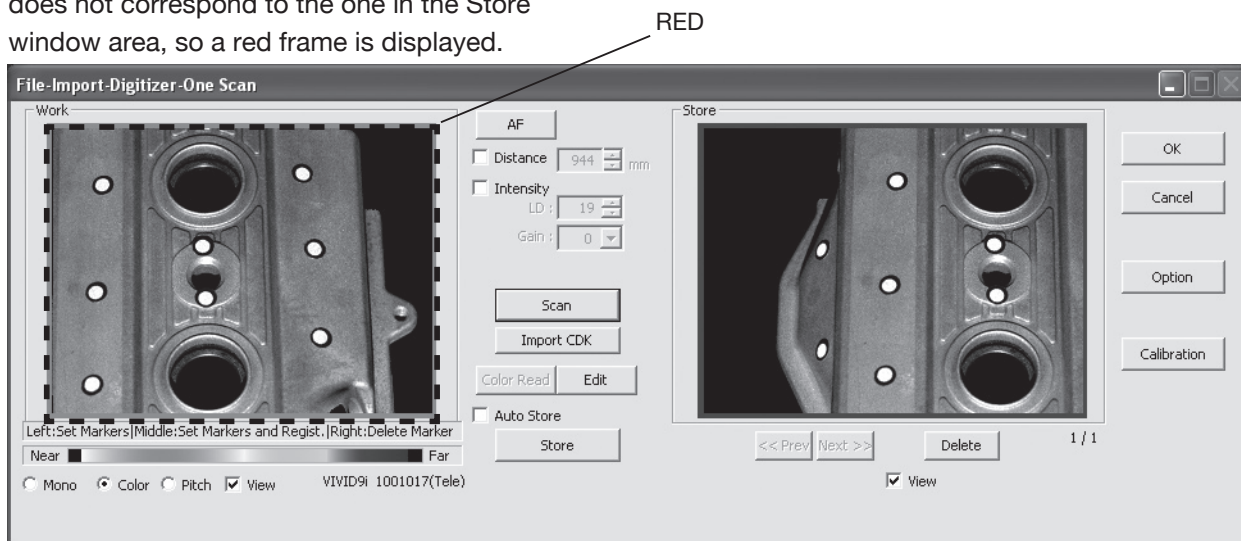 does not correspond to the one in the Store
window area, so a red frame is displayed.
RED
File-Import-Digitizer-One Scan
Work
AF
Distance 944 mm
Intensity
LD : 19
Gain : 0
Scan
Import CDK
Color Read Edit
Auto Store
Store
Left:Set Markers|Middle:Set Markers and Regist.|Right:Delete Marker
Near Far
Mono Color Pitch View VIVID9i 1001017(Tele)
Store
<< Prev Next >> Delete 1 / 1
View
OK
Cancel
Option
Calibration